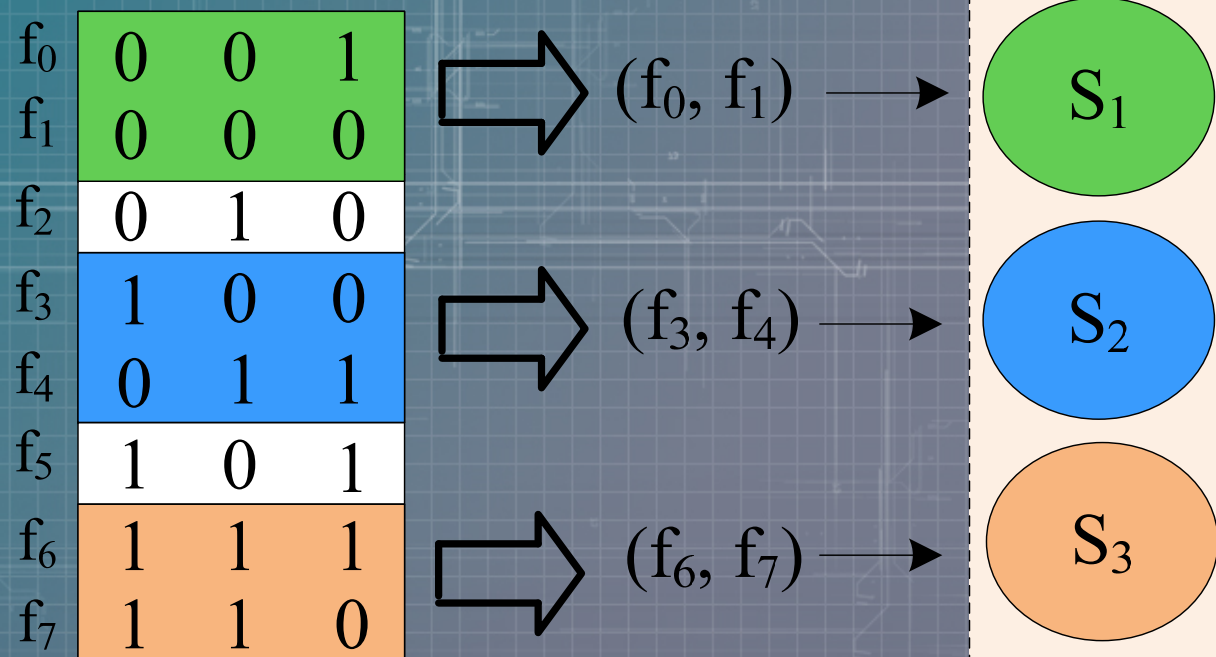 f₀ 0 0 1
(f₀, f₁) S₁
f₁ 0 0 0
f₂ 0 1 0
f₃ 1 0 0
(f₃, f₄) S₂
f₄ 0 1 1
f₅ 1 0 1
f₆ 1 1 1
(f₆, f₇) S₃
f₇ 1 1 0